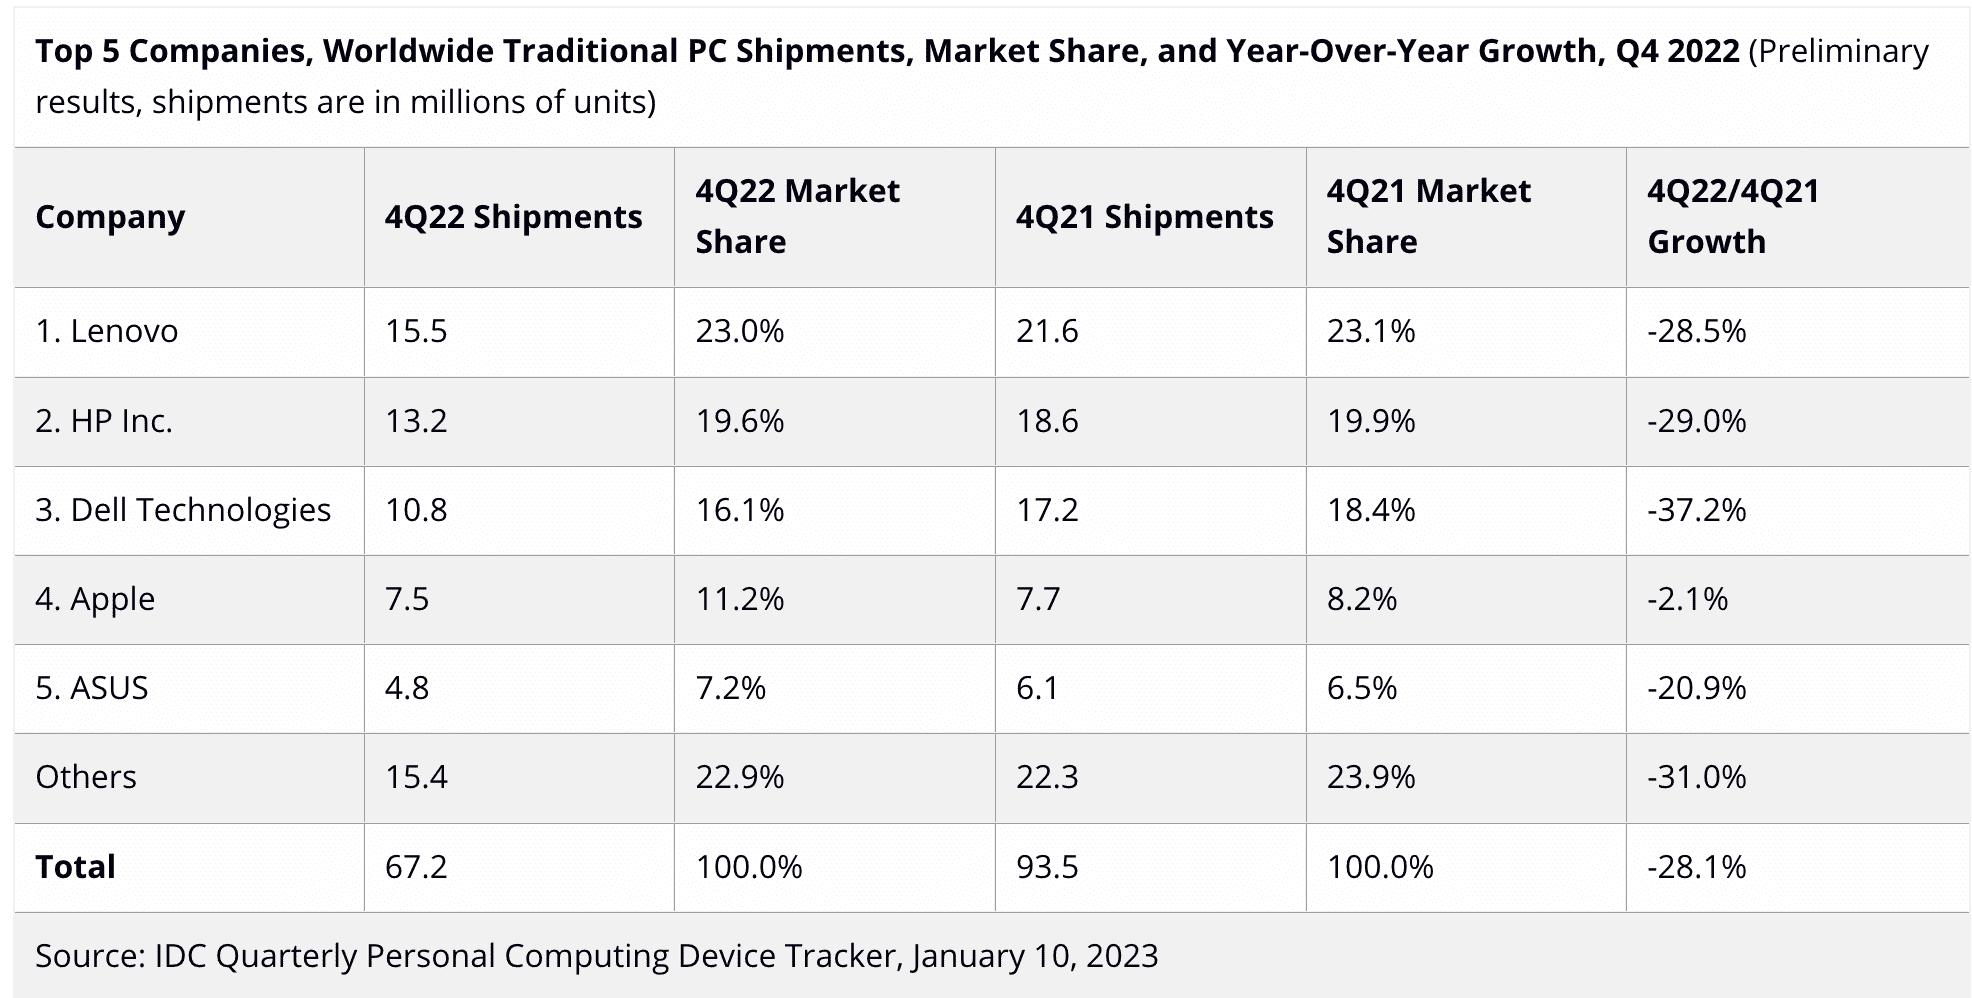 Top 5 Companies, Worldwide Traditional PC Shipments, Market Share, and Year-Over-Year Growth, Q4 2022 (Preliminary
results, shipments are in millions of units)
Company 4Q22 Shipments 4Q22 Market Share 4Q21 Shipments 4Q21 Market Share 4Q22/4Q21 Growth
1. Lenovo 15.5 23.0% 21.6 23.1% -28.5%
2. HP Inc. 13.2 19.6% 18.6 19.9% -29.0%
3. Dell Technologies 10.8 16.1% 17.2 18.4% -37.2%
4. Apple 7.5 11.2% 7.7 8.2% -2.1%
5. ASUS 4.8 7.2% 6.1 6.5% -20.9%
Others 15.4 22.9% 22.3 23.9% -31.0%
Total 67.2 100.0% 93.5 100.0% -28.1%
Source: IDC Quarterly Personal Computing Device Tracker, January 10, 2023